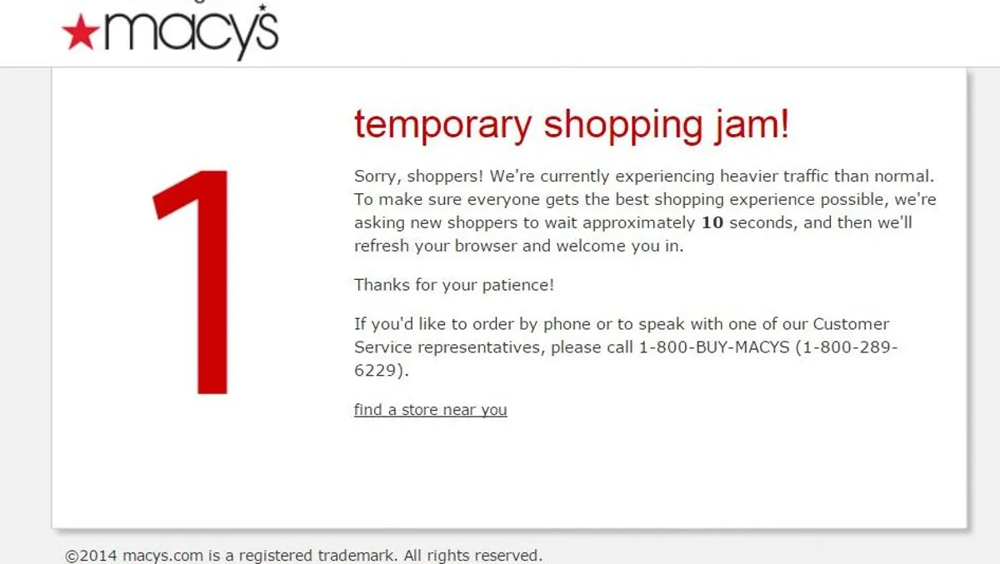 macy's
temporary shopping jam!
1
Sorry, shoppers! We're currently experiencing heavier traffic than normal.
To make sure everyone gets the best shopping experience possible, we're
asking new shoppers to wait approximately 10 seconds, and then we'll
refresh your browser and welcome you in.
Thanks for your patience!
If you'd like to order by phone or to speak with one of our Customer
Service representatives, please call 1-800-BUY-MACYS (1-800-289-
6229).
find a store near you
©2014 macys.com is a registered trademark. All rights reserved.